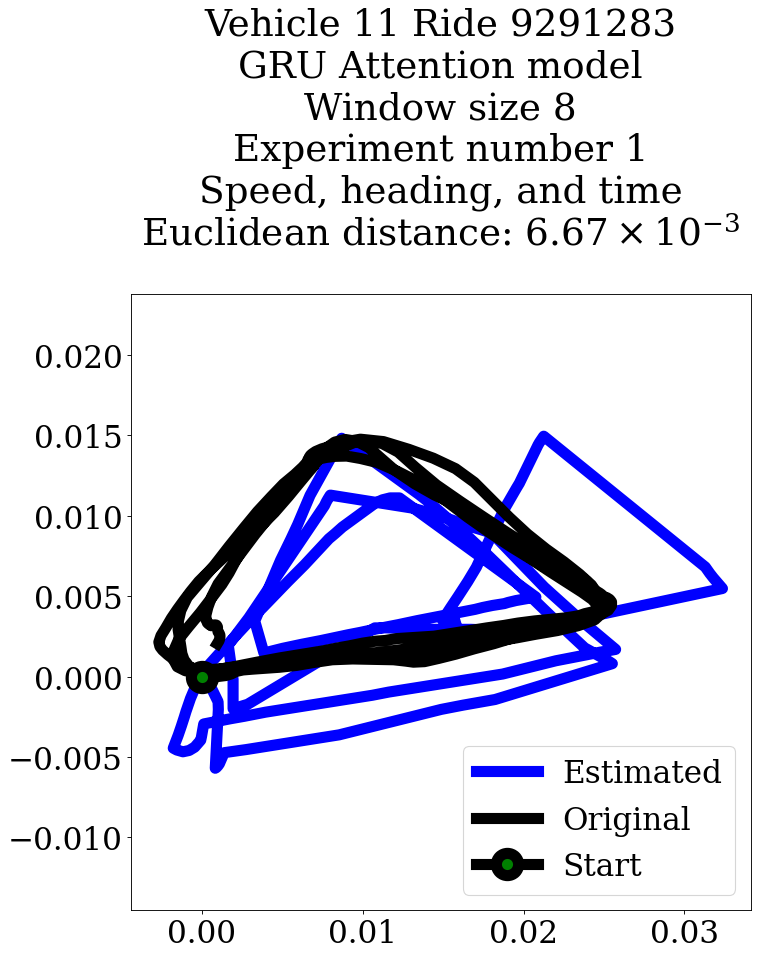 Vehicle 11 Ride 9291283
GRU Attention model
Window size 8
Experiment number 1
Speed, heading, and time
Euclidean distance: 6.67 × 10⁻³
0.020
0.015
0.010
0.005
0.000
−0.005
−0.010
Estimated
Original
Start
0.00 0.01 0.02 0.03